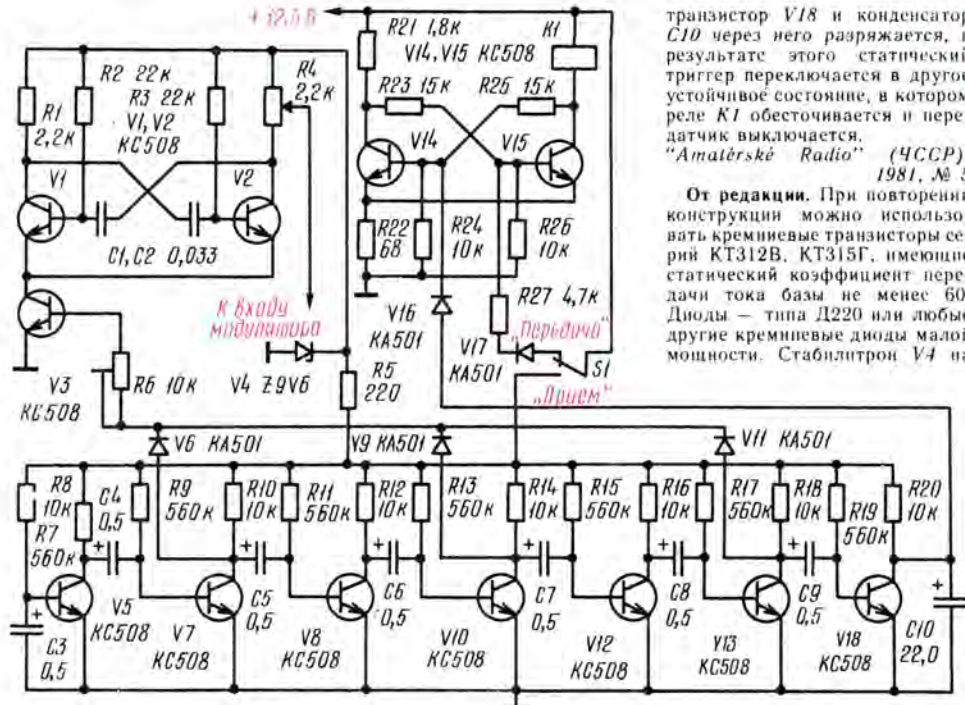 +12,6 В
R21 1,8к
V14, V15 КС508
K1
R2 22к
R3 22к
V1, V2
КС508
R4
2,2к
R1
2,2к
R23 15к
R25 15к
V1
V2
V14
V15
C1, C2 0,033
R22
68
R24
10к
R26
10к
К входу
модулятора
V16
КА501
R27 4,7к
„Передача“
V17
КА501
S1
„Прием“
V3
КС508
R6 10к
V4 Z9V6
R5
220
V6 КА501
V9 КА501
V11 КА501
R8
10к
C4
0,5
R9
560к
R10
10к
R11
560к
R12
10к
R13
560к
R14
10к
R15
560к
R16
10к
R17
560к
R18
10к
R19
560к
R20
10к
R7
560к
C3
0,5
V5
КС508
V7
КС508
C5
0,5
V8
КС508
C6
0,5
V10
КС508
C7
0,5
V12
КС508
C8
0,5
V13
КС508
C9
0,5
V18
КС508
C10
22,0
транзистор V18 и конденсатор
C10 через него разряжается,
результате этого статический
триггер переключается в другое
устойчивое состояние, в котором
реле K1 обесточивается и пере-
датчик выключается.
"Amatérské Radio" (ЧССР)
1981, № 5
От редакции. При повторении
конструкции можно использо-
вать кремниевые транзисторы се-
рий КТ312В, КТ315Г, имеющие
статический коэффициент пере-
дачи тока базы не менее 60.
Диоды — типа Д220 или любые
другие кремниевые диоды малой
мощности. Стабилитрон V4 на